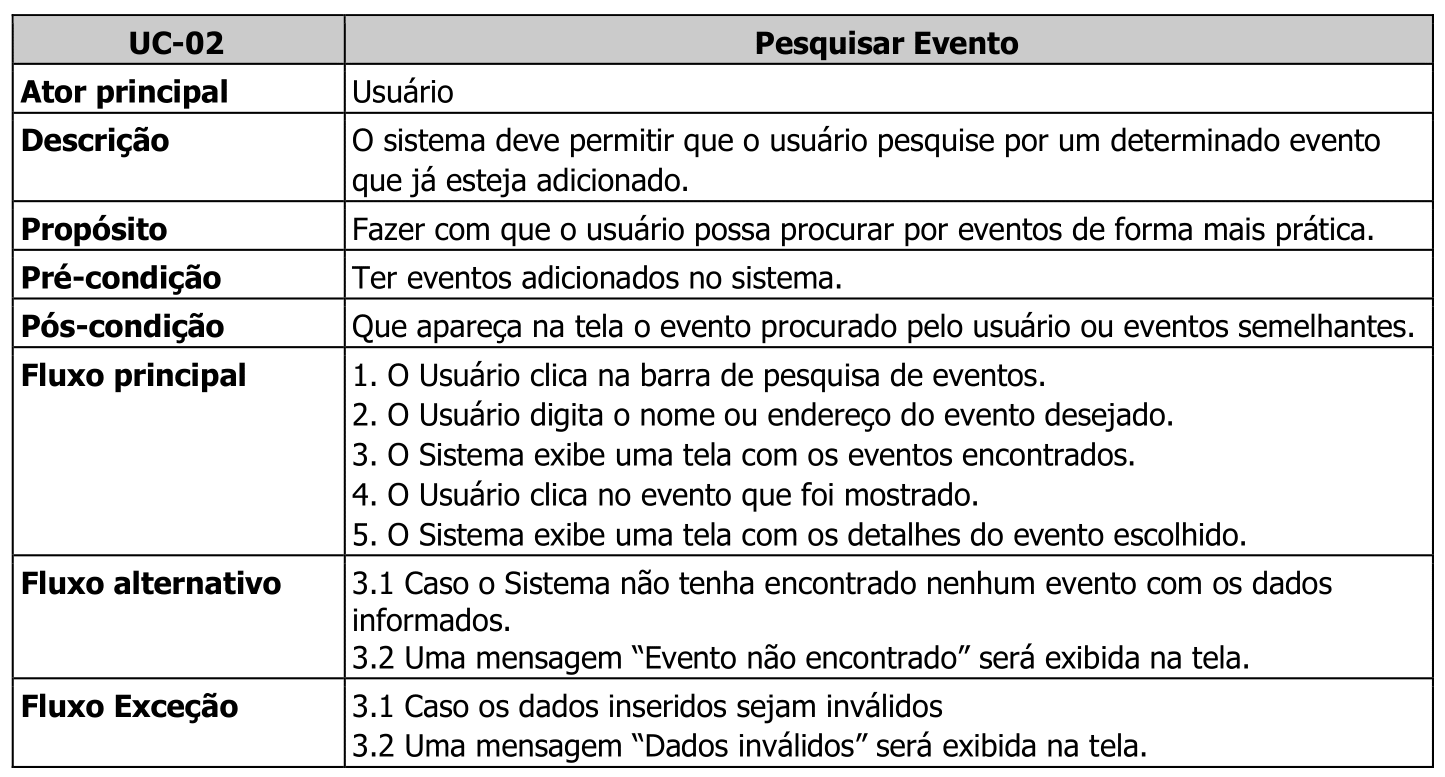 UC-02
Pesquisar Evento
Ator principal
Usuário
Descrição
O sistema deve permitir que o usuário pesquise por um determinado evento
que já esteja adicionado.
Propósito
Fazer com que o usuário possa procurar por eventos de forma mais prática.
Pré-condição
Ter eventos adicionados no sistema.
Pós-condição
Que apareça na tela o evento procurado pelo usuário ou eventos semelhantes.
Fluxo principal
1. O Usuário clica na barra de pesquisa de eventos.
2. O Usuário digita o nome ou endereço do evento desejado.
3. O Sistema exibe uma tela com os eventos encontrados.
4. O Usuário clica no evento que foi mostrado.
5. O Sistema exibe uma tela com os detalhes do evento escolhido.
Fluxo alternativo
3.1 Caso o Sistema não tenha encontrado nenhum evento com os dados
informados.
3.2 Uma mensagem “Evento não encontrado” será exibida na tela.
Fluxo Exceção
3.1 Caso os dados inseridos sejam inválidos
3.2 Uma mensagem “Dados inválidos” será exibida na tela.